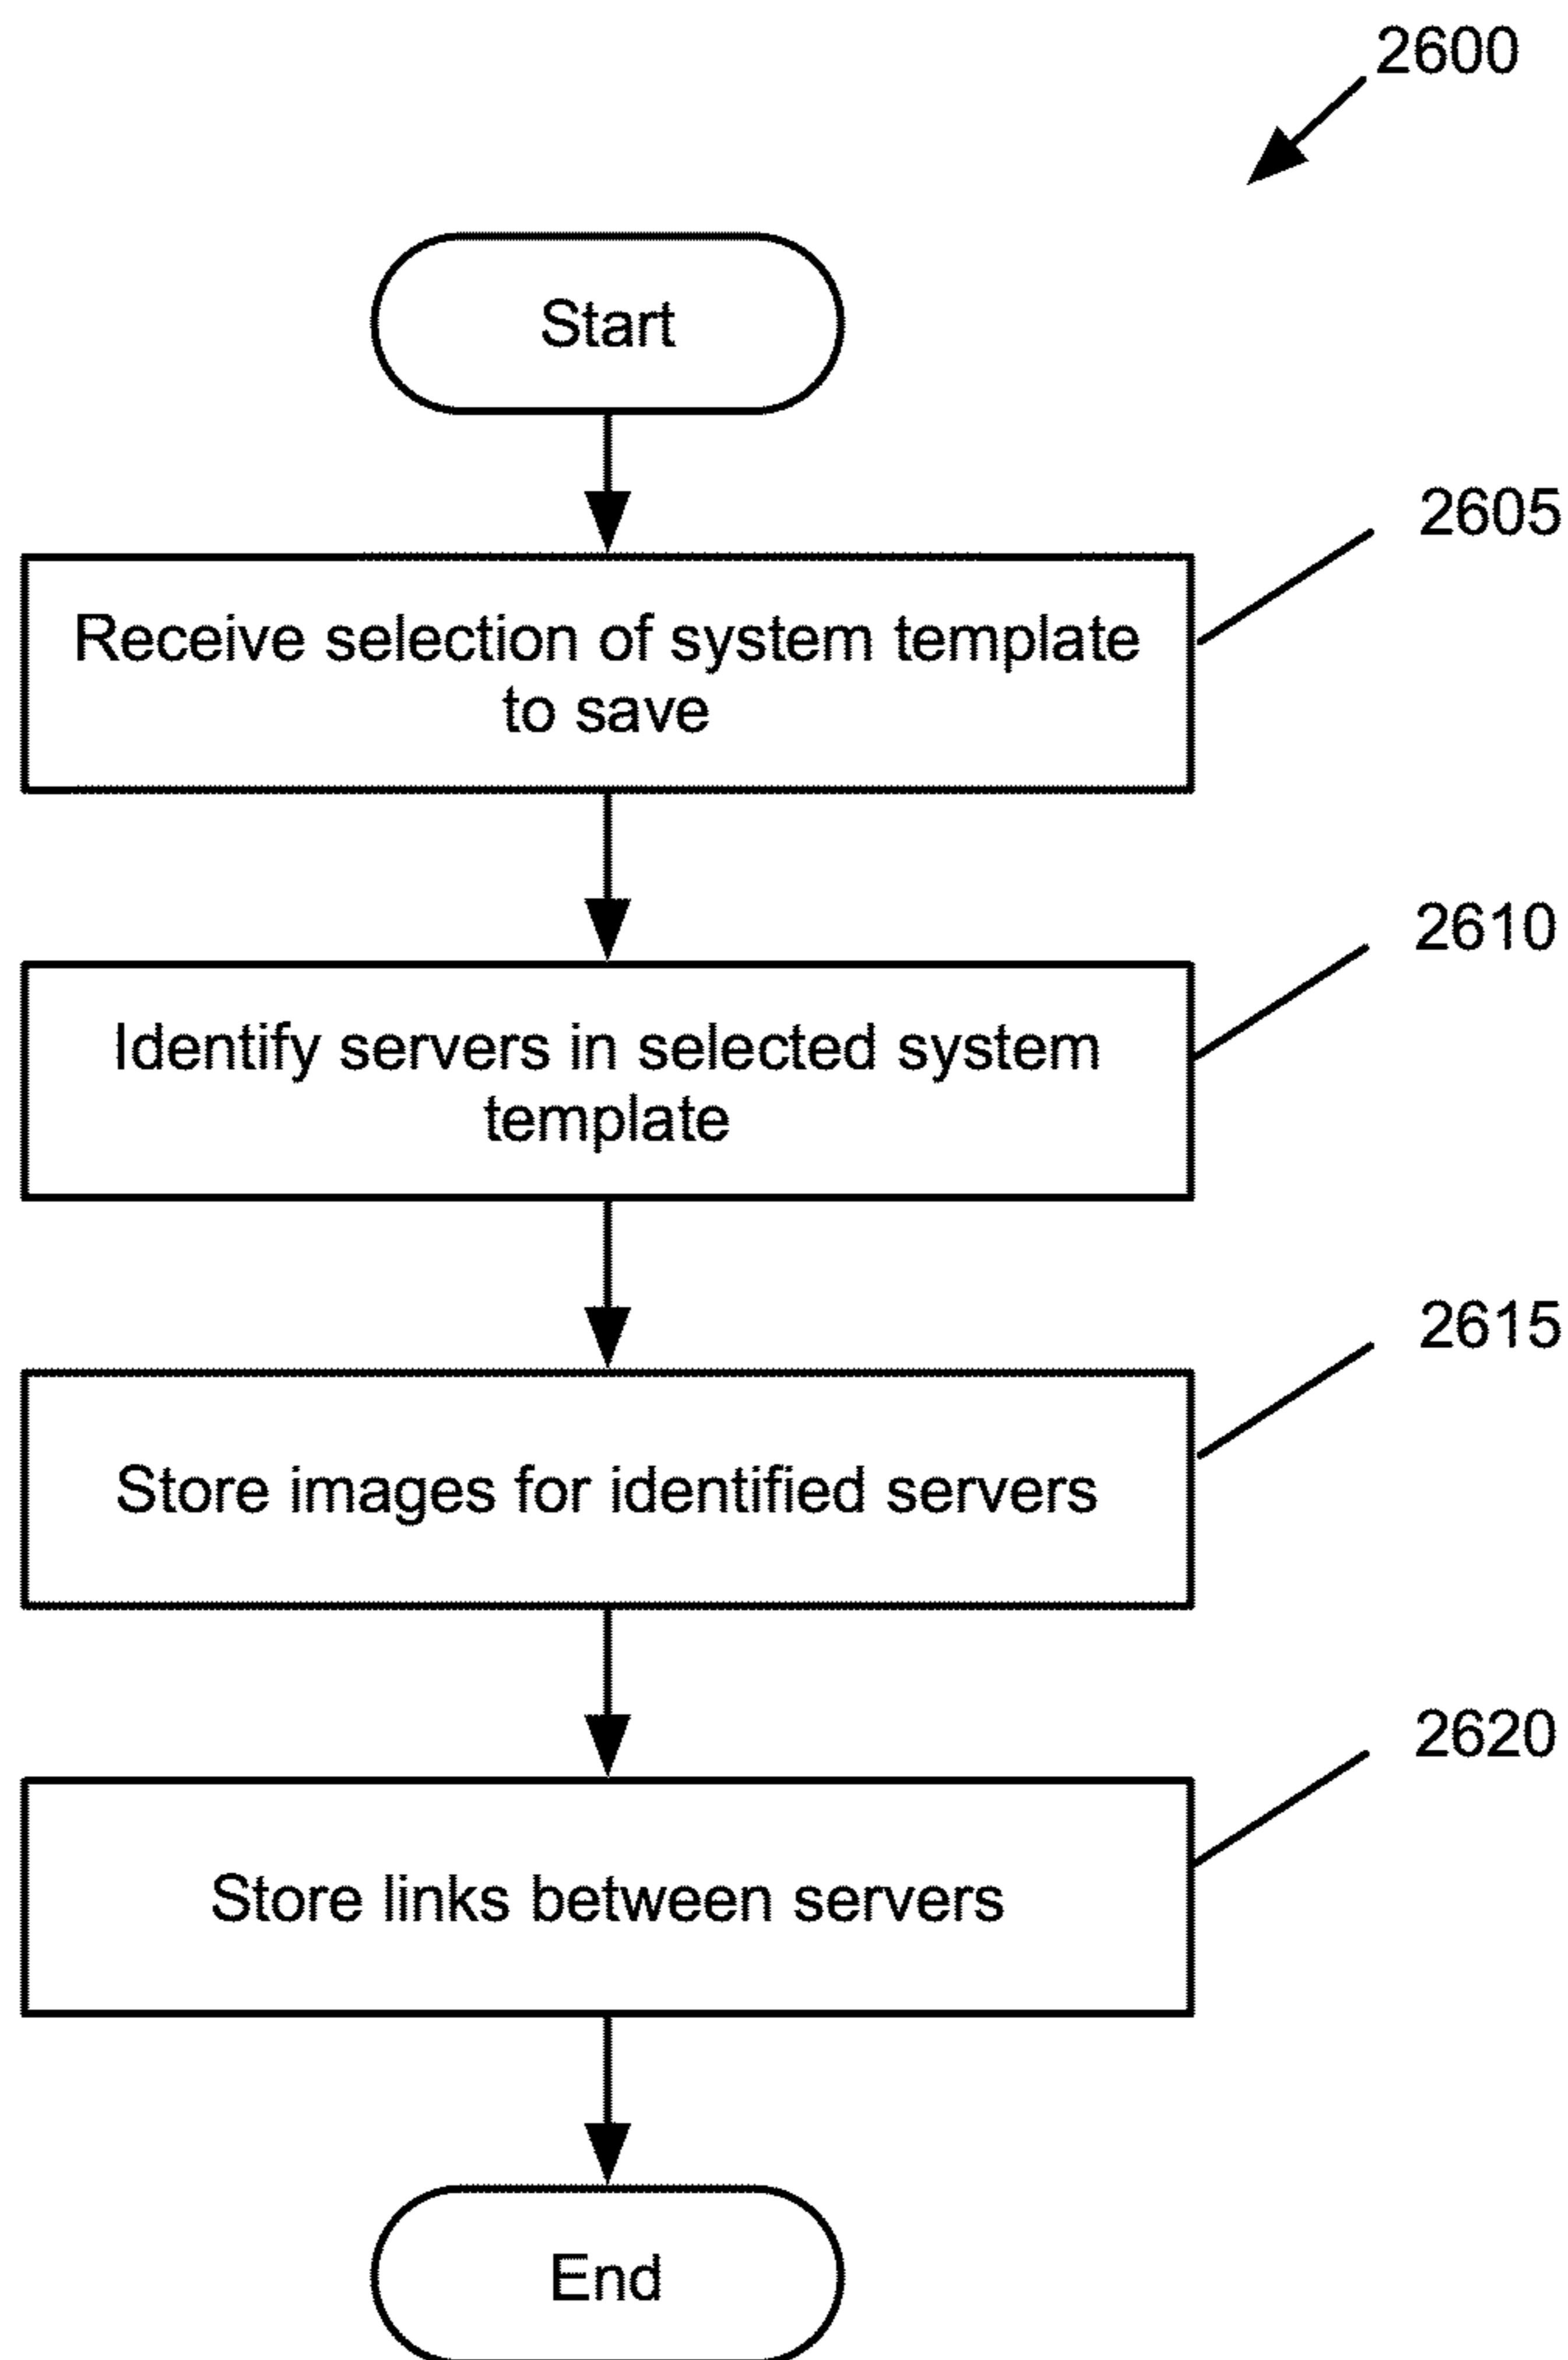 2600
Start
2605
Receive selection of system template
to save
2610
Identify servers in selected system
template
2615
Store images for identified servers
2620
Store links between servers
End